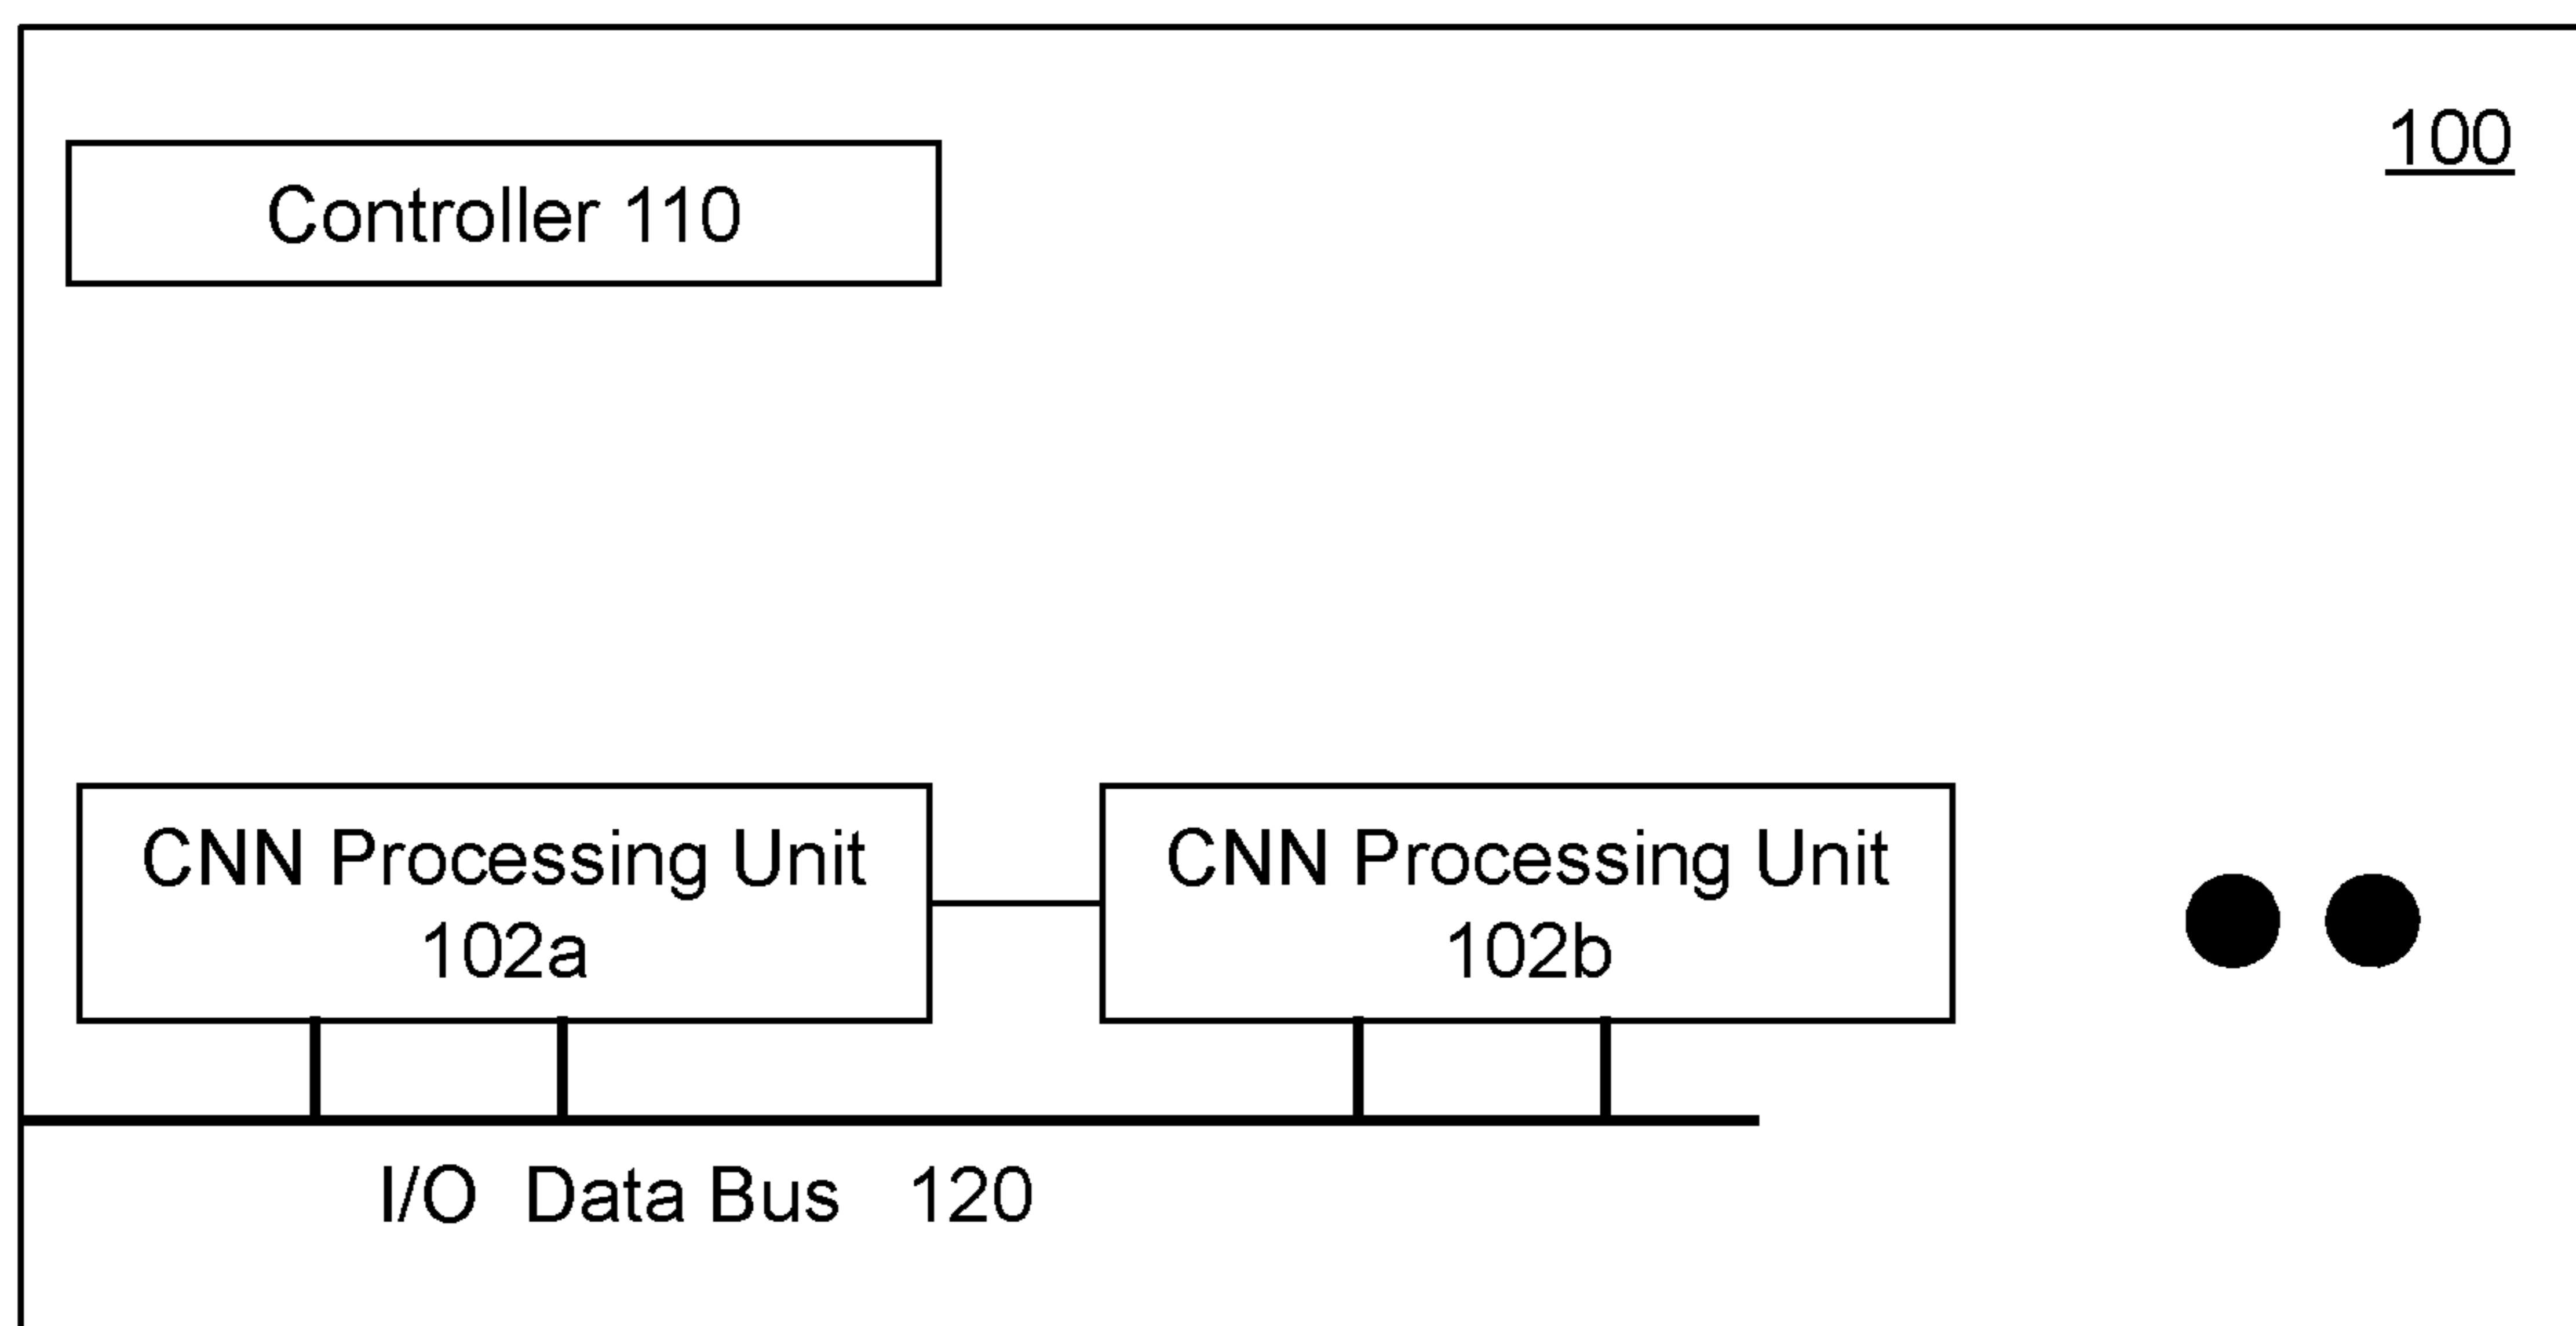 100
Controller 110
CNN Processing Unit
102a
CNN Processing Unit
102b
I/O Data Bus 120